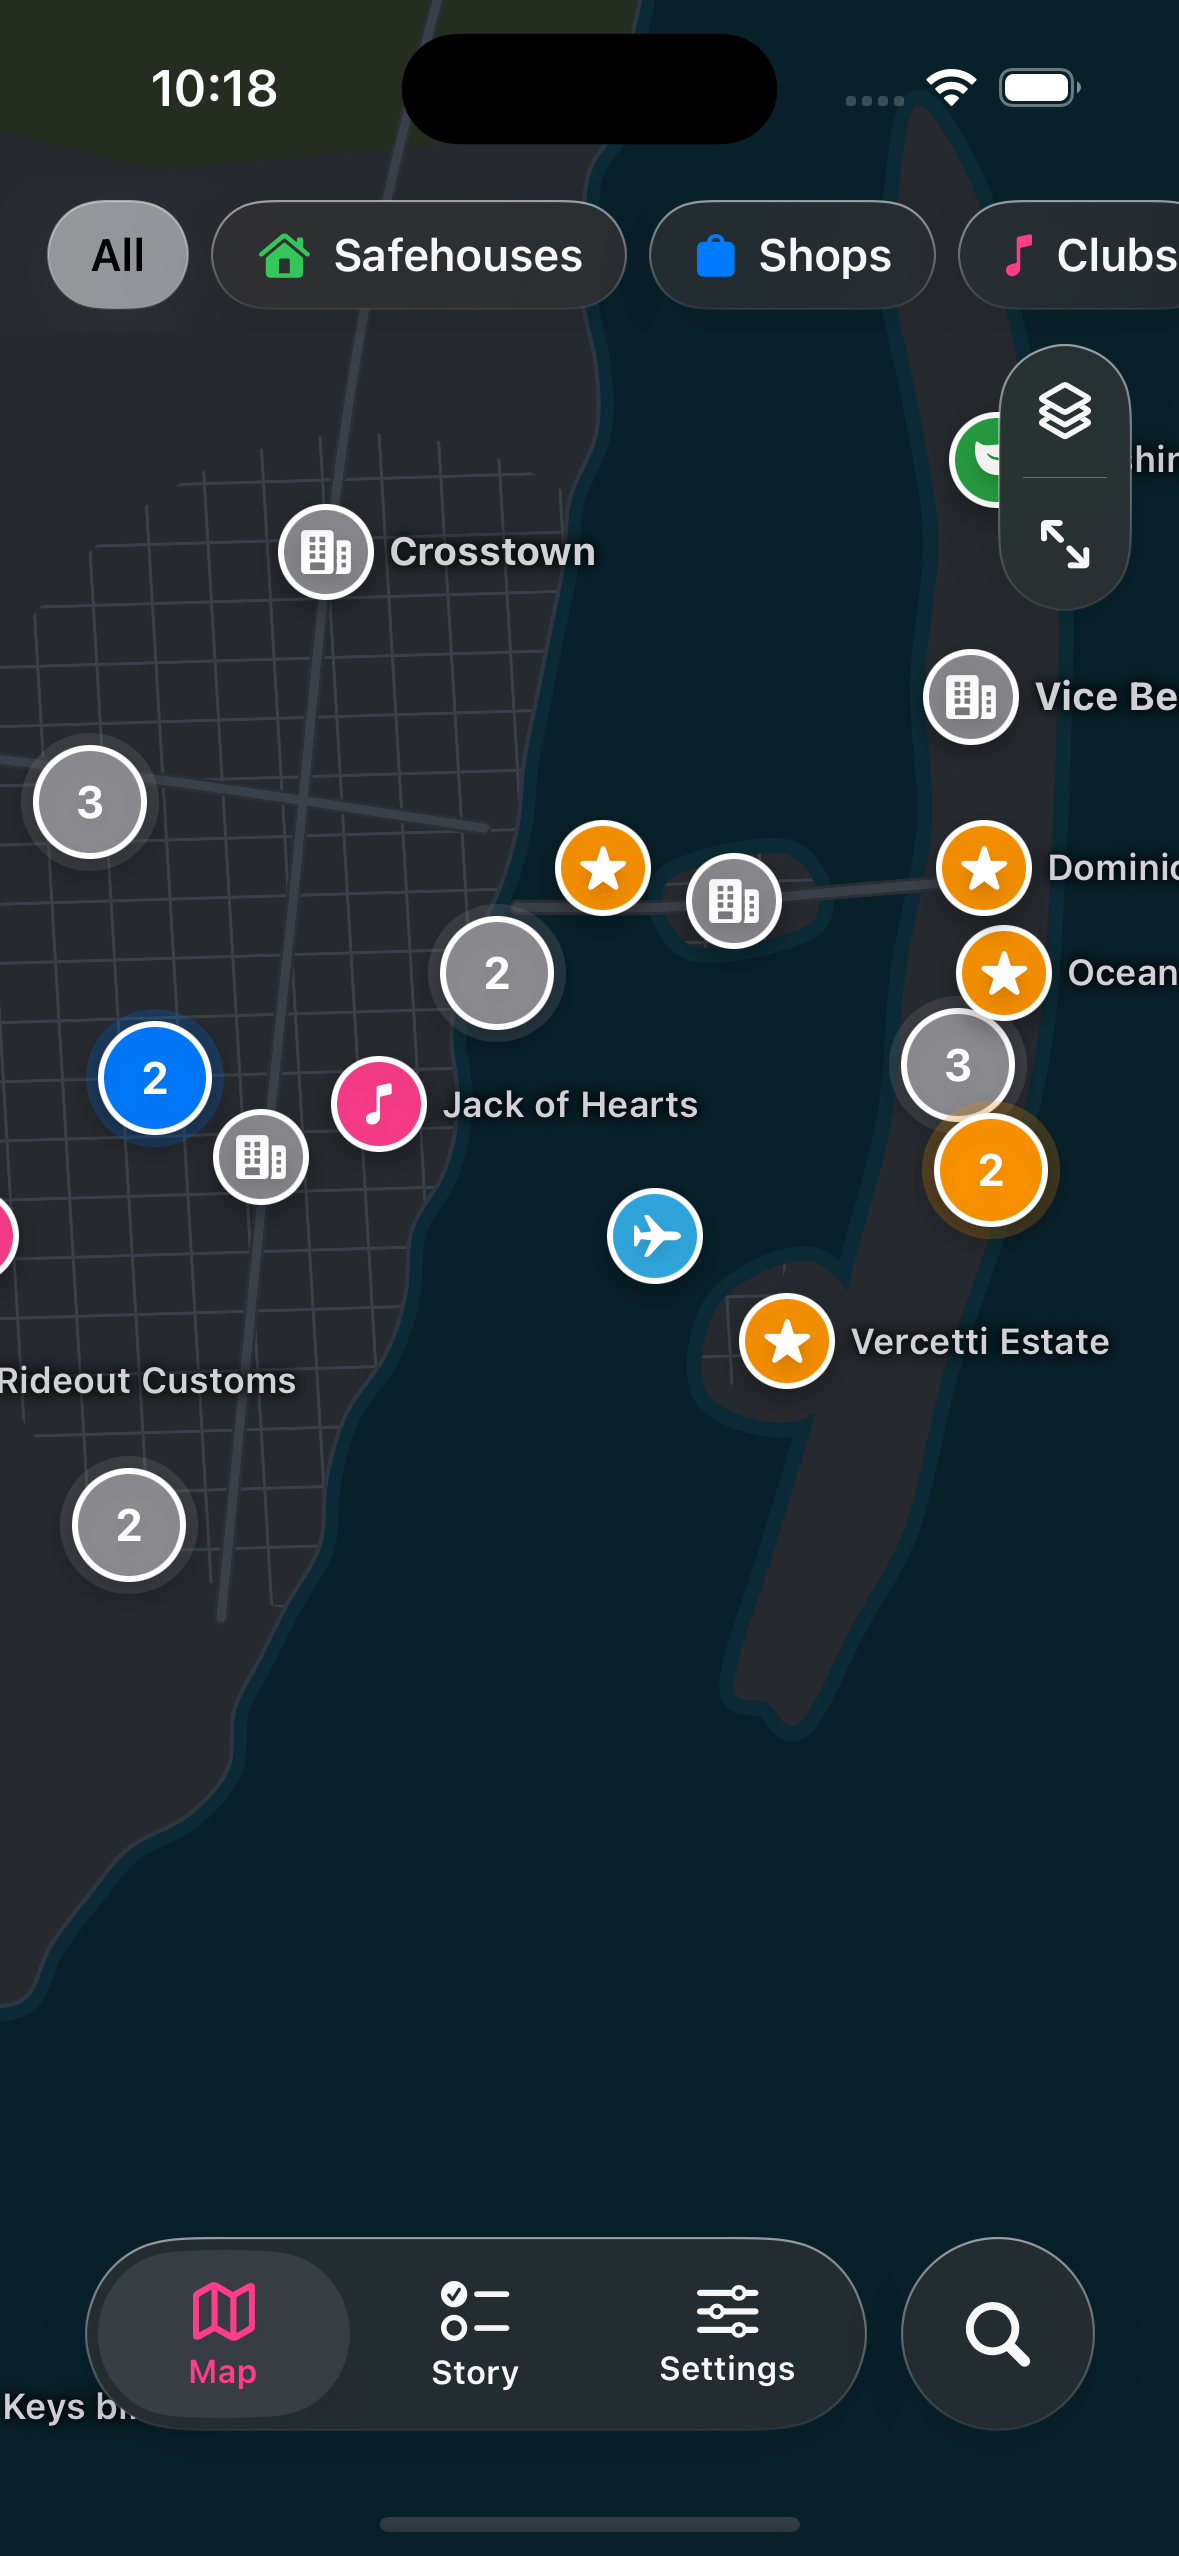 10:18
All
Safehouses
Shops
Clubs
Crosstown
Vice Be
3
Dominic
2
Ocean
3
2
Jack of Hearts
2
Vercetti Estate
Rideout Customs
2
Map
Story
Settings
Keys